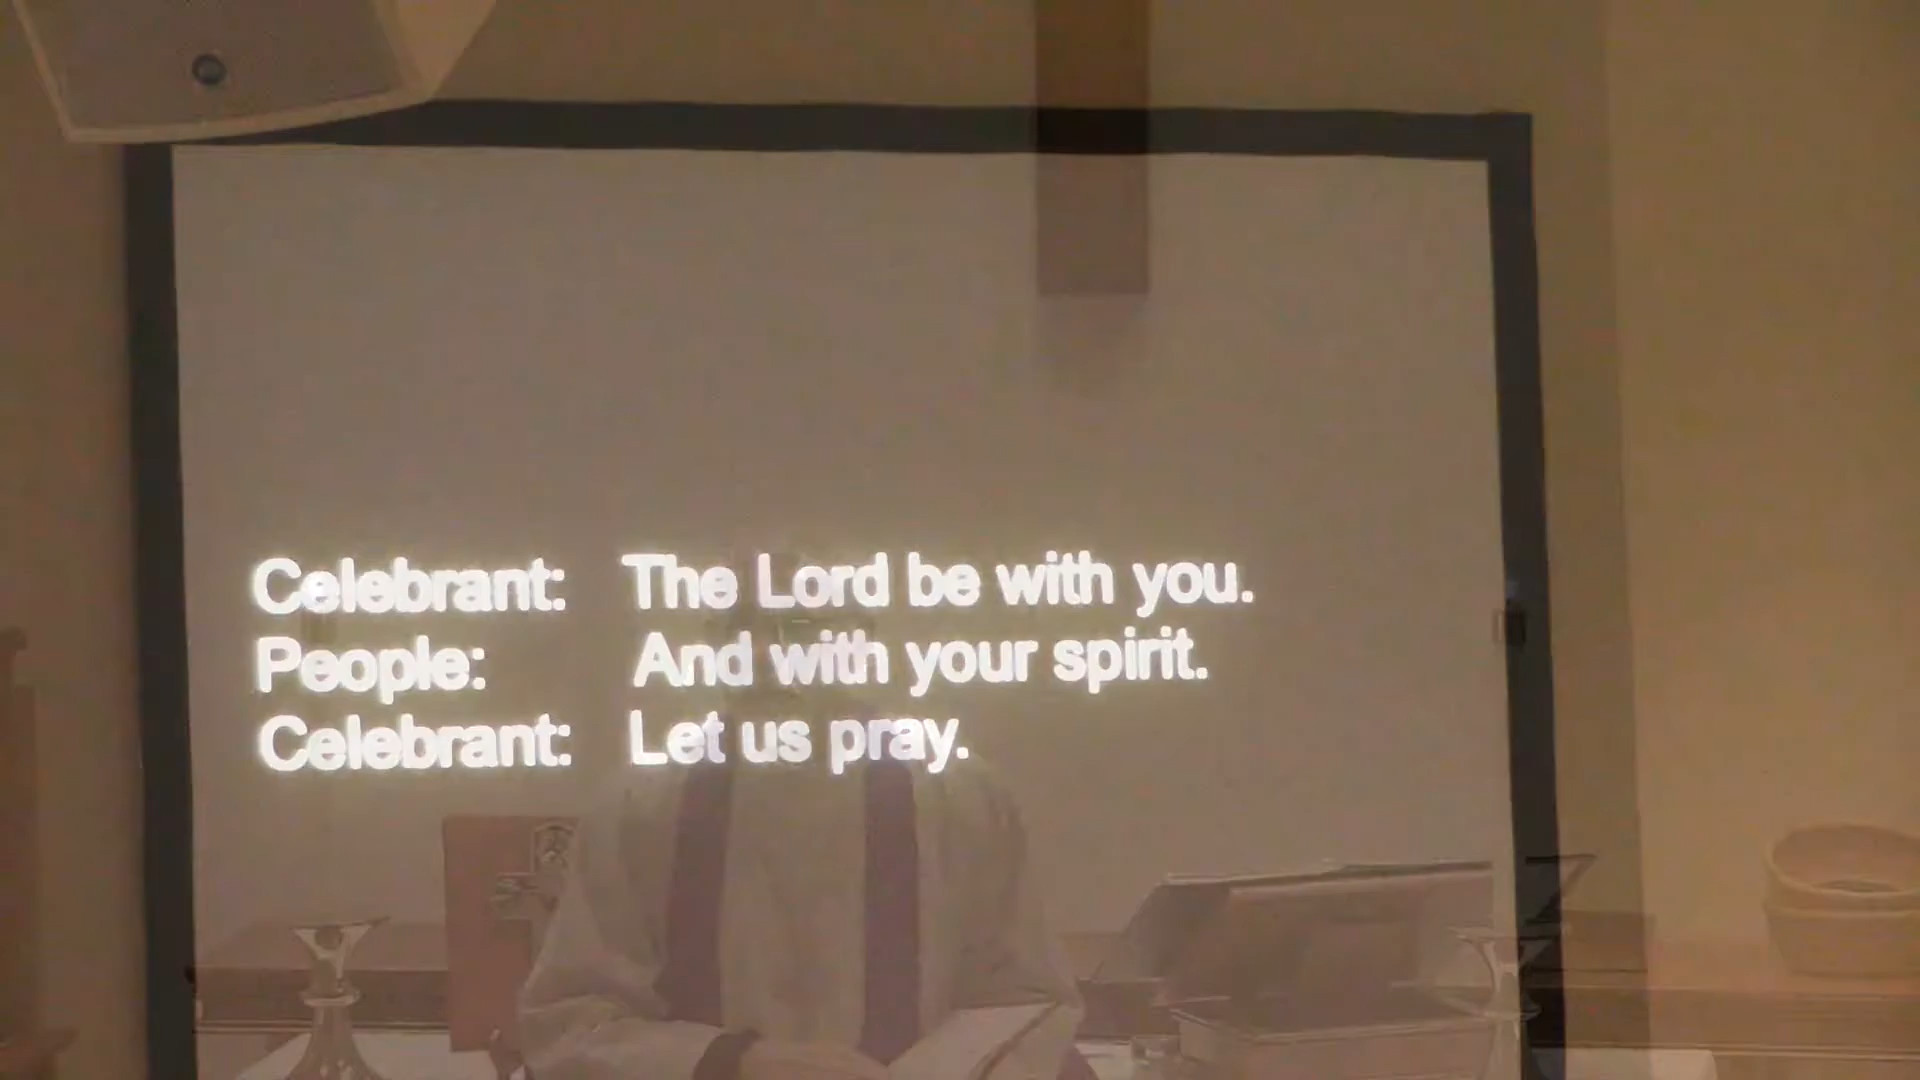 Celebrant: The Lord be with you.
People: And with your spirit.
Celebrant: Let us pray.